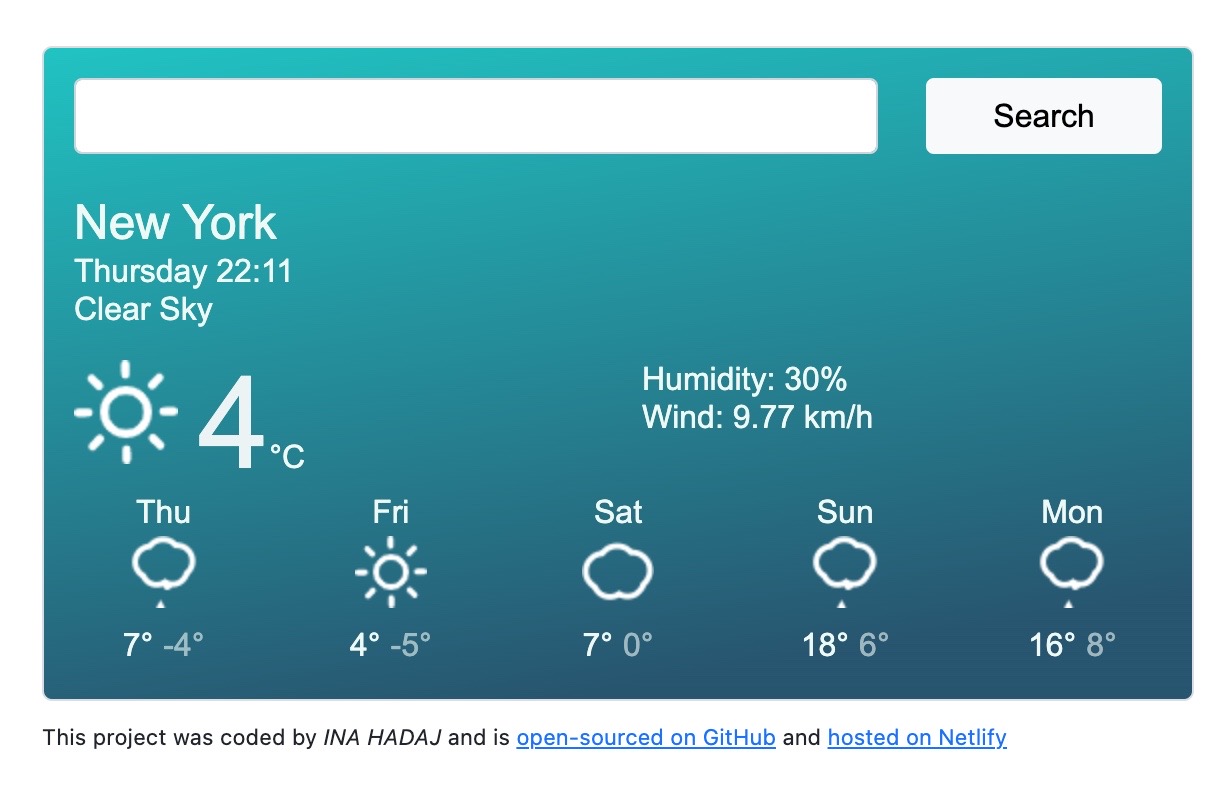 Search
New York
Thursday 22:11
Clear Sky
4 °C
Humidity: 30%
Wind: 9.77 km/h
Thu Fri Sat Sun Mon
7° -4° 4° -5° 7° 0° 18° 6° 16° 8°
This project was coded by INA HADAJ and is open-sourced on GitHub and hosted on Netlify